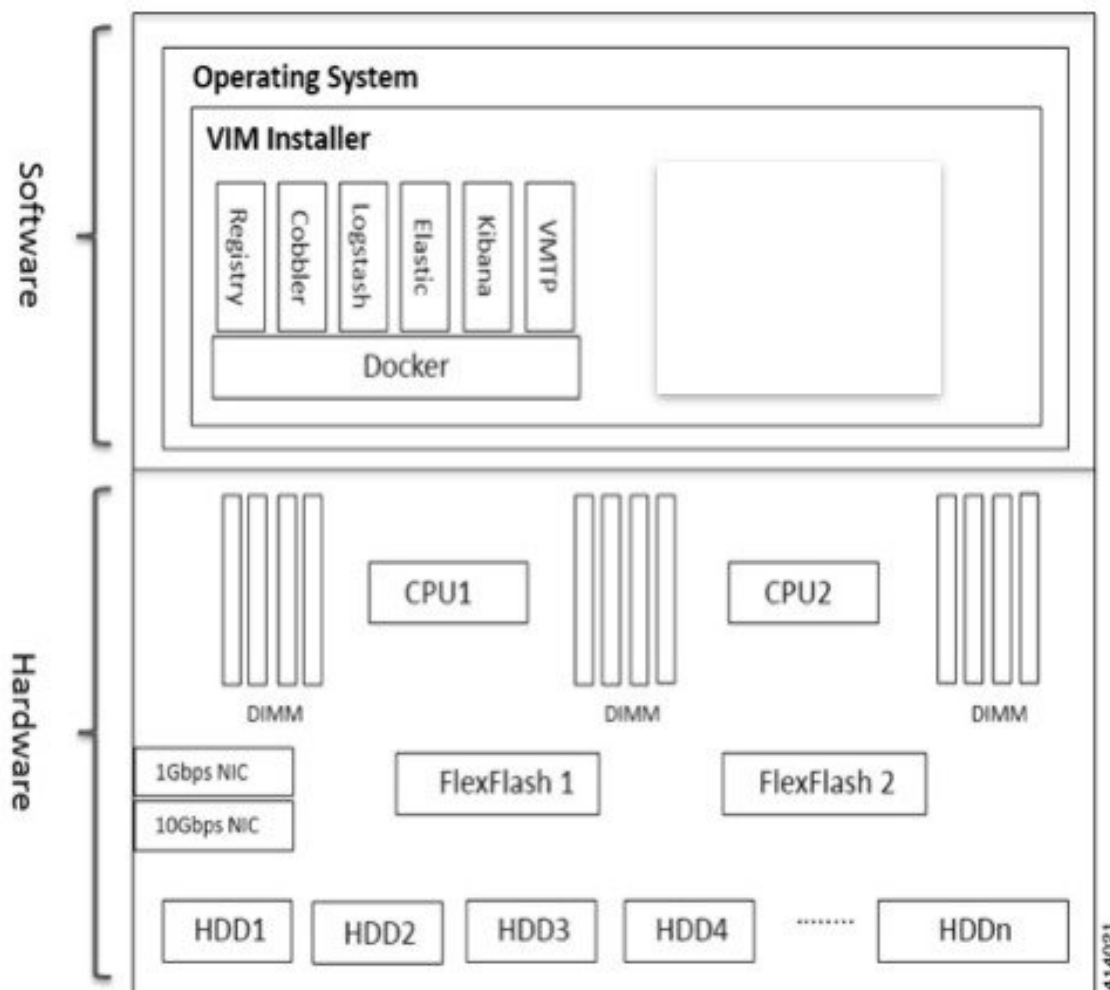 Software
Operating System
VIM Installer
Registry
Cobbler
Logstash
Elastic
Kibana
VMTP
Docker
Hardware
CPU1
CPU2
DIMM
DIMM
DIMM
1Gbps NIC
10Gbps NIC
FlexFlash 1
FlexFlash 2
HDD1
HDD2
HDD3
HDD4
........
HDDn